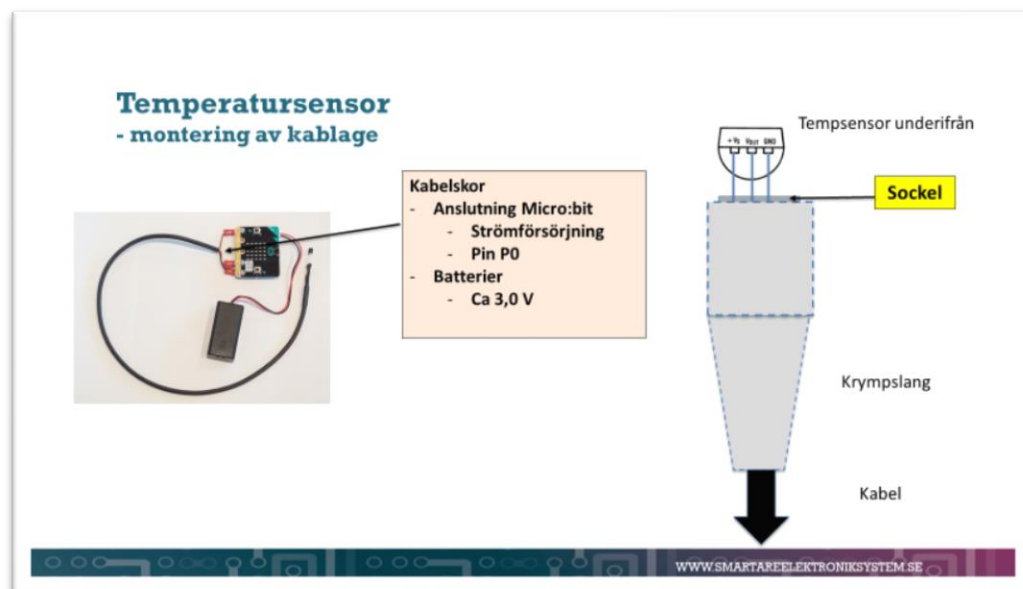 Temperatursensor
- montering av kablage
Kabelskor
- Anslutning Micro:bit
- Strömförsörjning
- Pin P0
- Batterier
- Ca 3,0 V
Tempsensor underifrån
+Vs Vout GND
Sockel
Krympslang
Kabel
WWW.SMARTAREELEKTRONIKSYSTEM.SE